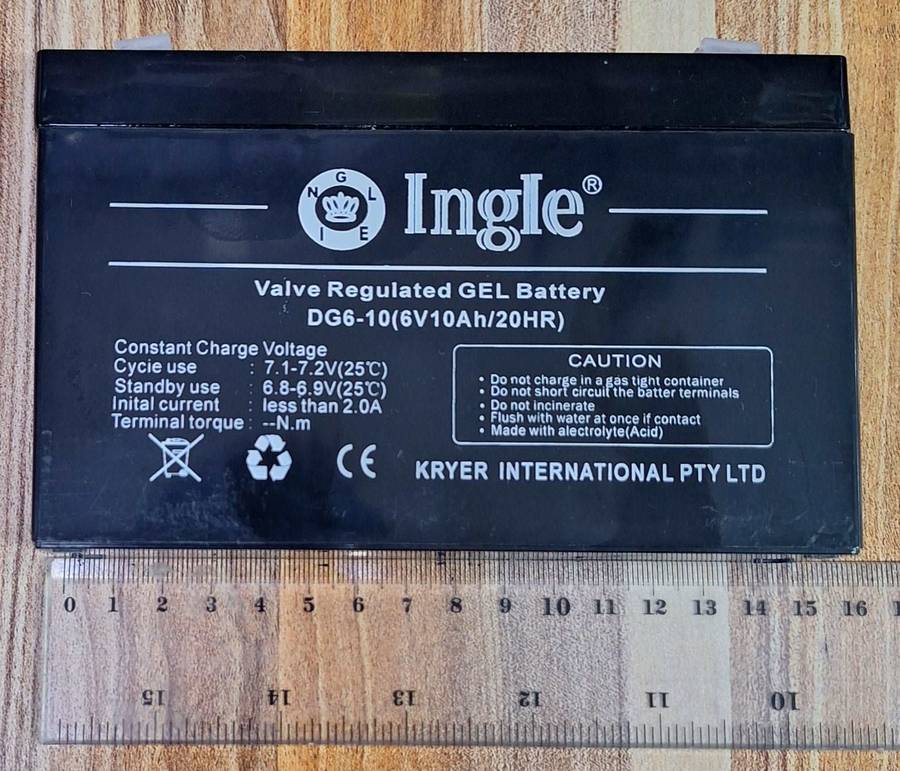 INGLE
Ingle®
Valve Regulated GEL Battery
DG6-10(6V10Ah/20HR)
Constant Charge Voltage
Cycie use : 7.1-7.2V(25℃)
Standby use : 6.8-6.9V(25℃)
Inital current : less than 2.0A
Terminal torque : --N.m
CAUTION
• Do not charge in a gas tight container
• Do not short circuit the batter terminals
• Do not incinerate
• Flush with water at once if contact
• Made with alectrolyte(Acid)
CE
KRYER INTERNATIONAL PTY LTD
0 1 2 3 4 5 6 7 8 9 10 11 12 13 14 15 16
15 14 13 12 11 10